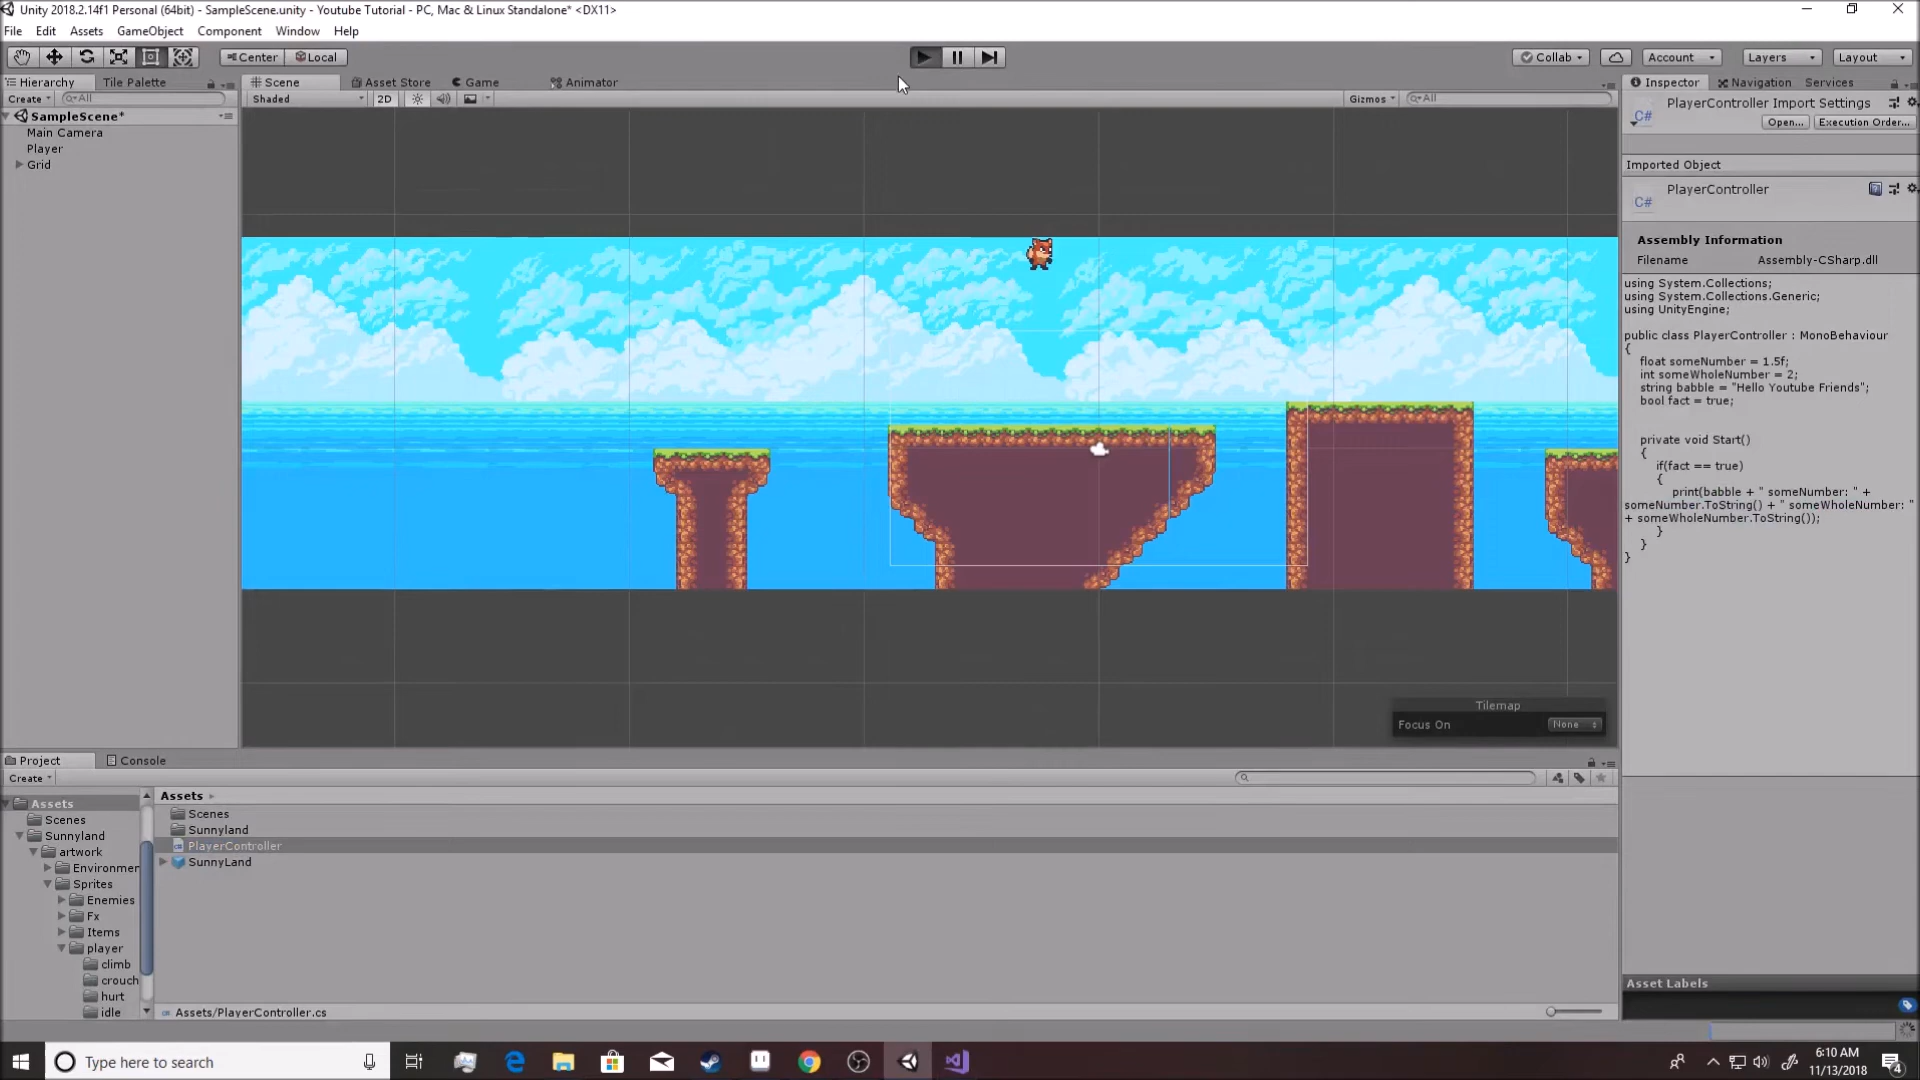 Unity 2018.2.14f1 Personal (64bit) - SampleScene.unity - Youtube Tutorial - PC, Mac & Linux Standalone* <DX11>
File Edit Assets GameObject Component Window Help
Center Local Collab Account Layers Layout
Hierarchy Tile Palette Scene Asset Store Game Animator Inspector Navigation Services
Create All Shaded 2D Gizmos All
SampleScene*
Main Camera
Player
Grid
PlayerController Import Settings
C# Open... Execution Order...
Imported Object
PlayerController
C#
Assembly Information
Filename Assembly-CSharp.dll
using System.Collections;
using System.Collections.Generic;
using UnityEngine;
public class PlayerController : MonoBehaviour
{
float someNumber = 1.5f;
int someWholeNumber = 2;
string babble = "Hello Youtube Friends";
bool fact = true;
private void Start()
{
if(fact == true)
{
print(babble + " someNumber: " +
someNumber.ToString() + " someWholeNumber: "
+ someWholeNumber.ToString());
}
}
}
Tilemap
Focus On None
Project Console
Create
Assets
Scenes
Sunnyland
artwork
Environmer
Sprites
Enemies
Fx
Items
player
climb
crouch
hurt
idle
Assets
Scenes
Sunnyland
PlayerController
SunnyLand
Assets/PlayerController.cs
Asset Labels
Type here to search
6:10 AM
11/13/2018
4